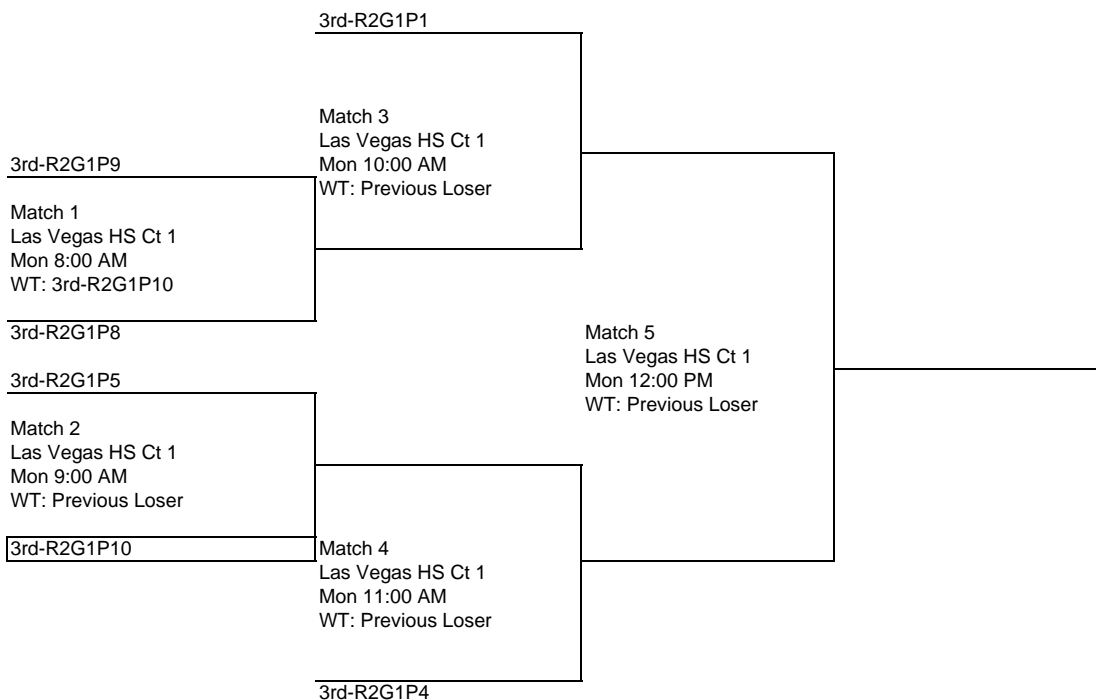 3rd-R2G1P1
Match 3
Las Vegas HS Ct 1
Mon 10:00 AM
WT: Previous Loser
3rd-R2G1P9
Match 1
Las Vegas HS Ct 1
Mon 8:00 AM
WT: 3rd-R2G1P10
3rd-R2G1P8
Match 5
Las Vegas HS Ct 1
Mon 12:00 PM
WT: Previous Loser
3rd-R2G1P5
Match 2
Las Vegas HS Ct 1
Mon 9:00 AM
WT: Previous Loser
3rd-R2G1P10
Match 4
Las Vegas HS Ct 1
Mon 11:00 AM
WT: Previous Loser
3rd-R2G1P4